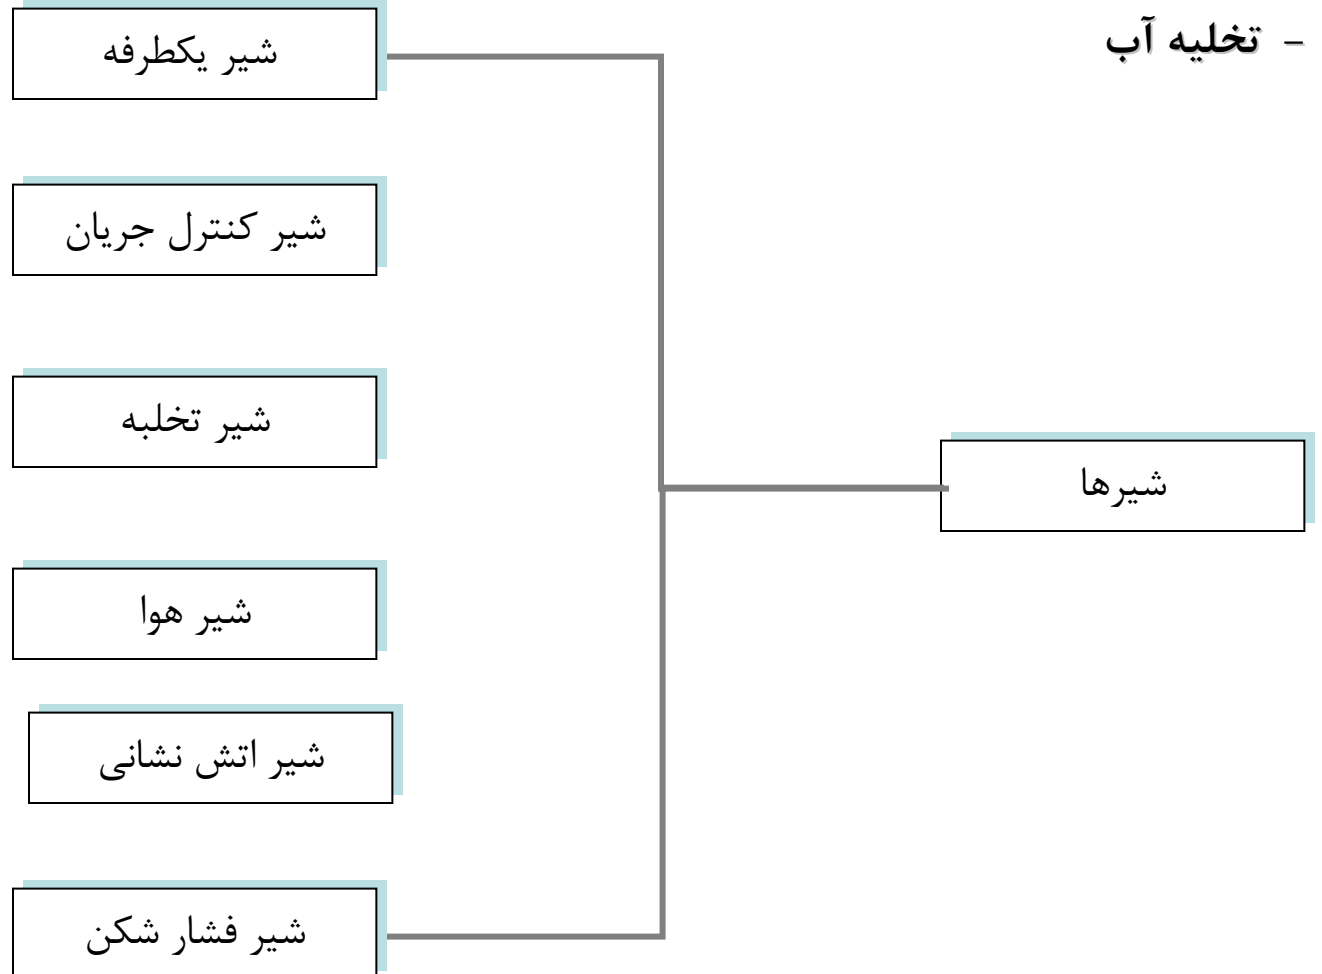 - تخلیه آب
شیر یکطرفه
شیر کنترل جریان
شیر تخلبه
شیرها
شیر هوا
شیر اتش نشانی
شیر فشار شکن